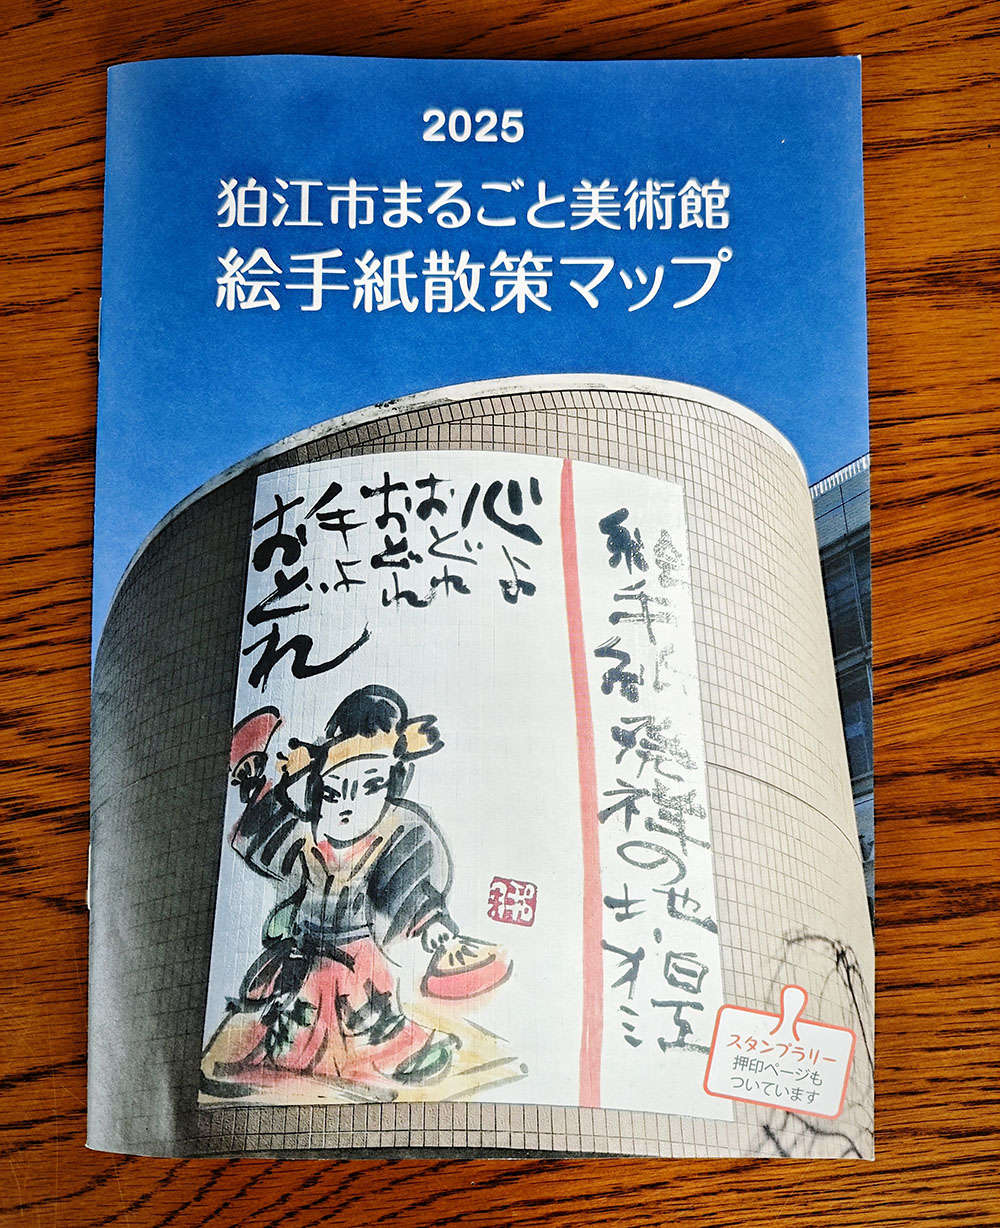 2025
狛江市まるごと美術館
絵手紙散策マップ
絵手紙発祥の地・狛江
心よ
おどれ
おどれ
手よ
おどれ
スタンプラリー
押印ページも
ついています